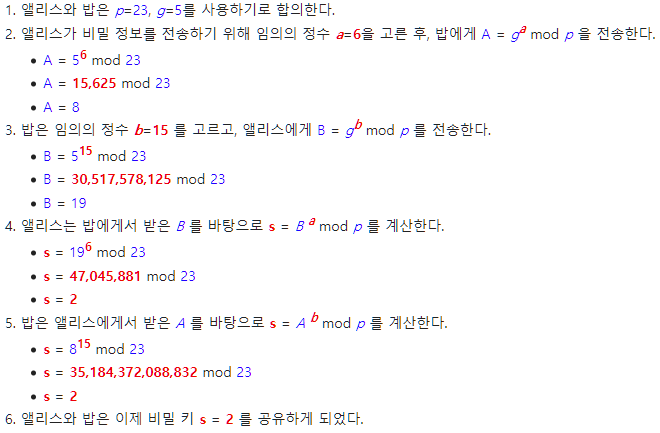 1. 앨리스와 밥은 p=23, g=5를 사용하기로 합의한다.
2. 앨리스가 비밀 정보를 전송하기 위해 임의의 정수 a=6을 고른 후, 밥에게 A = g^a mod p 을 전송한다.
• A = 5^6 mod 23
• A = 15,625 mod 23
• A = 8
3. 밥은 임의의 정수 b=15 를 고르고, 앨리스에게 B = g^b mod p 를 전송한다.
• B = 5^15 mod 23
• B = 30,517,578,125 mod 23
• B = 19
4. 앨리스는 밥에게서 받은 B 를 바탕으로 s = B^a mod p 를 계산한다.
• s = 19^6 mod 23
• s = 47,045,881 mod 23
• s = 2
5. 밥은 앨리스에게서 받은 A 를 바탕으로 s = A^b mod p 를 계산한다.
• s = 8^15 mod 23
• s = 35,184,372,088,832 mod 23
• s = 2
6. 앨리스와 밥은 이제 비밀 키 s = 2 를 공유하게 되었다.